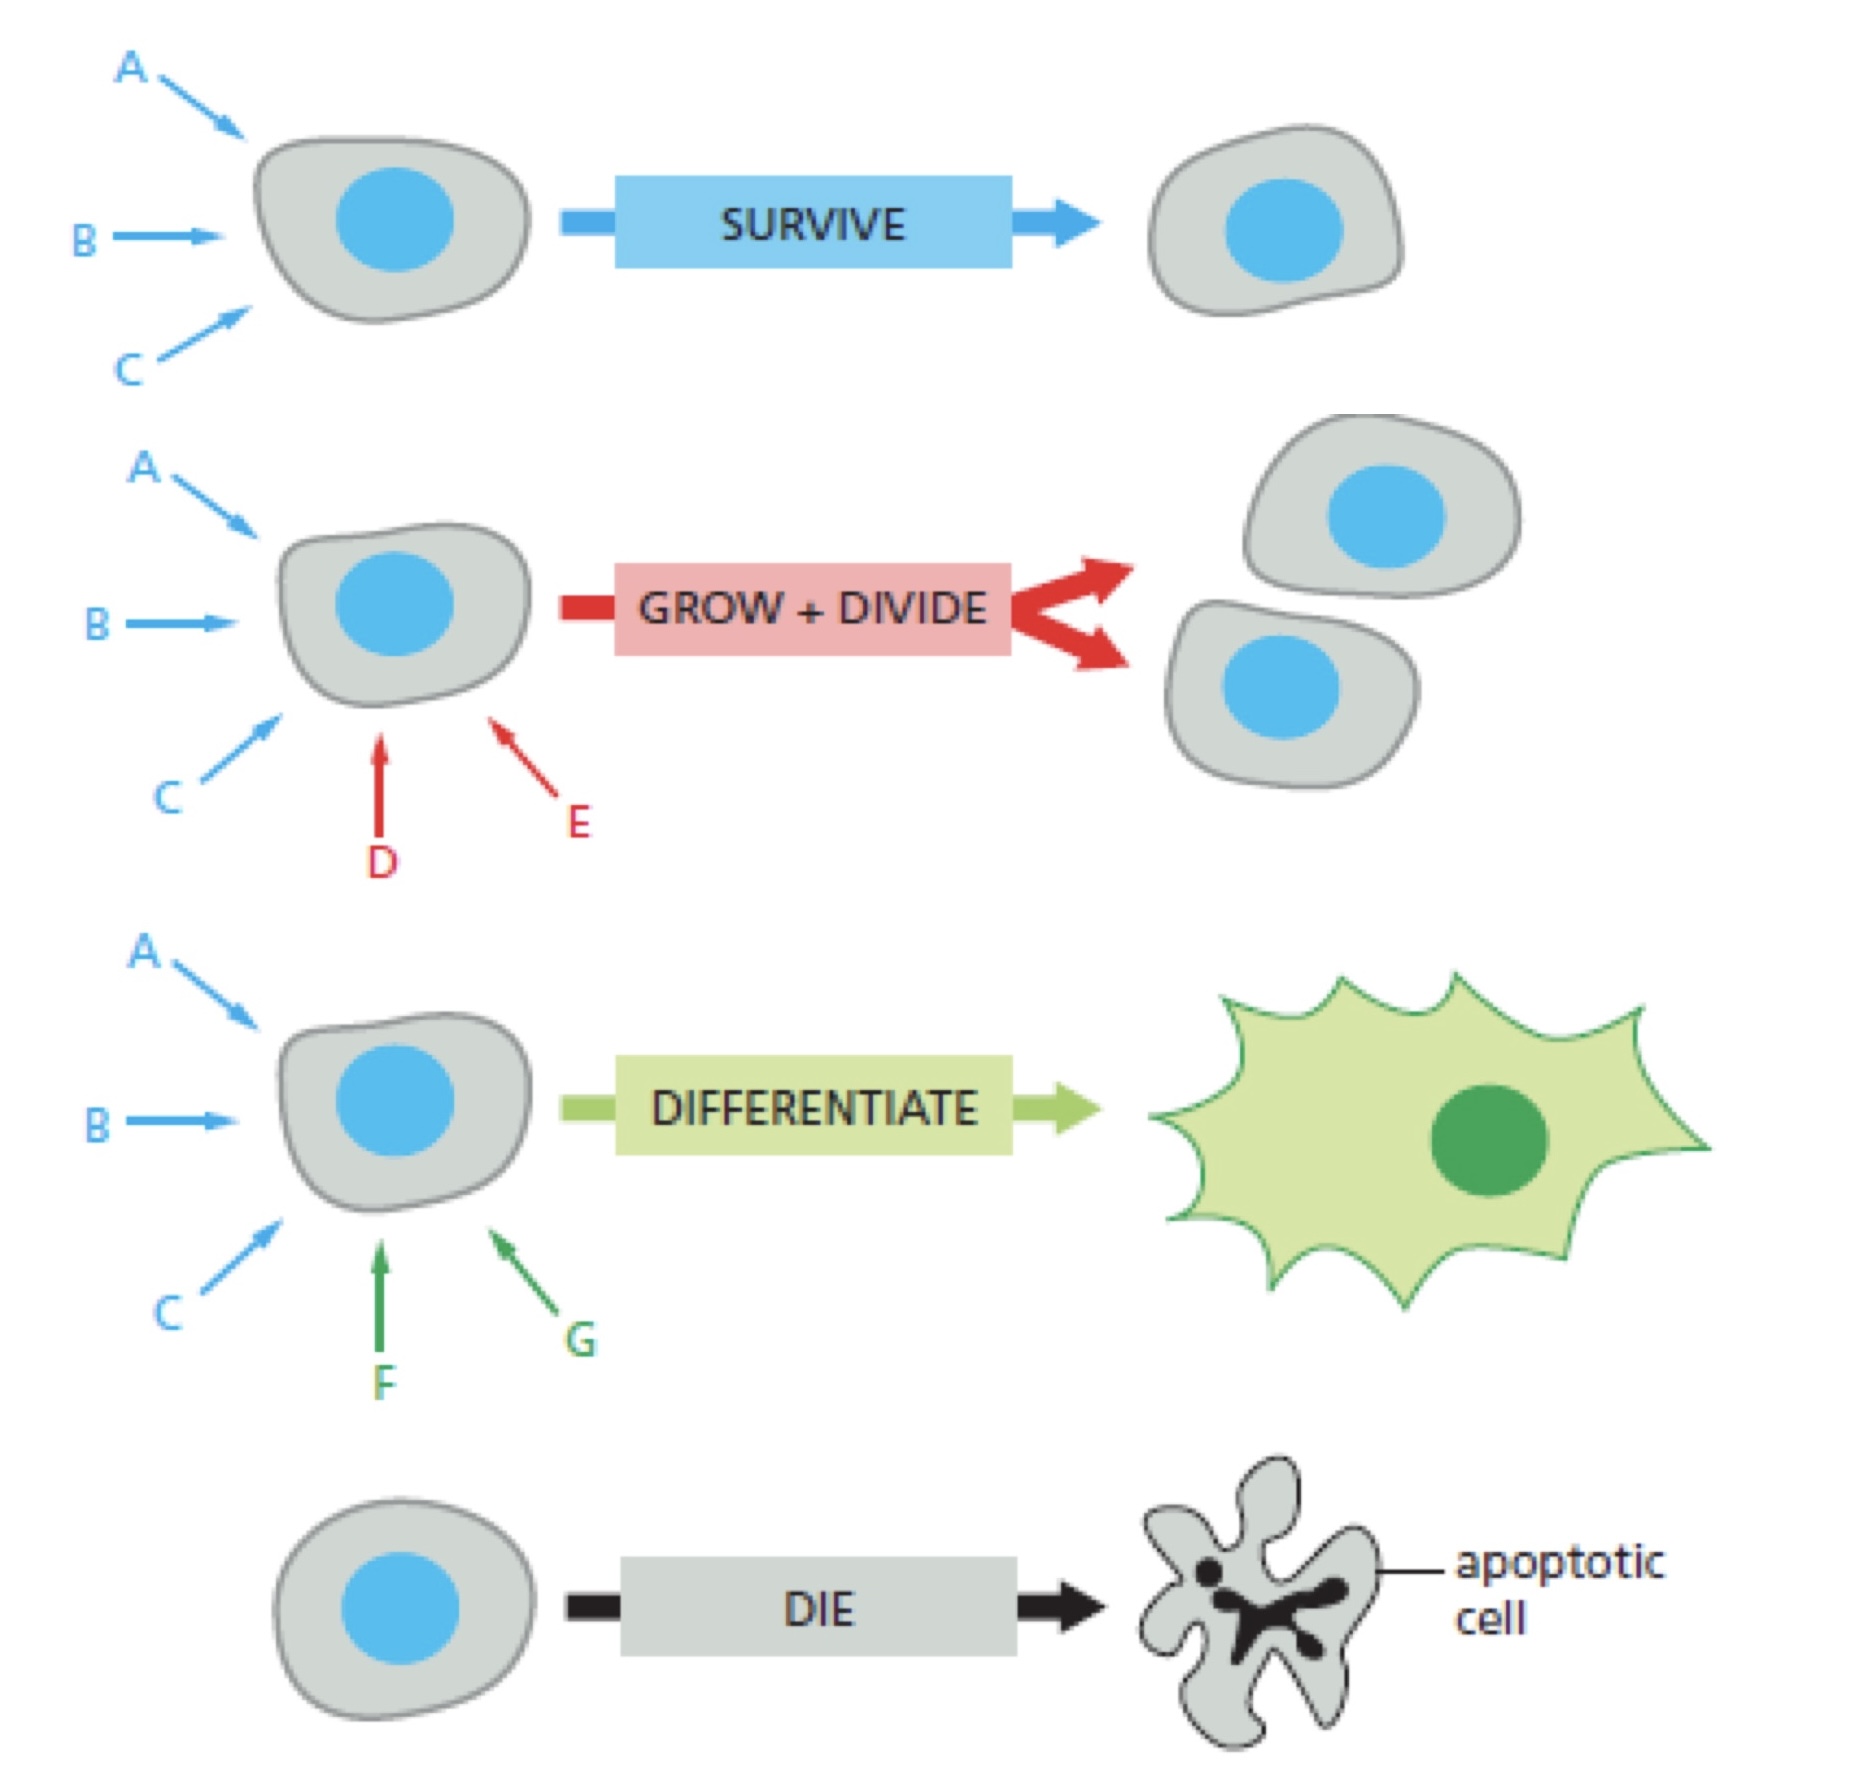 A
B
C
SURVIVE
A
B
C
D
E
GROW + DIVIDE
A
B
C
F
G
DIFFERENTIATE
DIE
apoptotic
cell